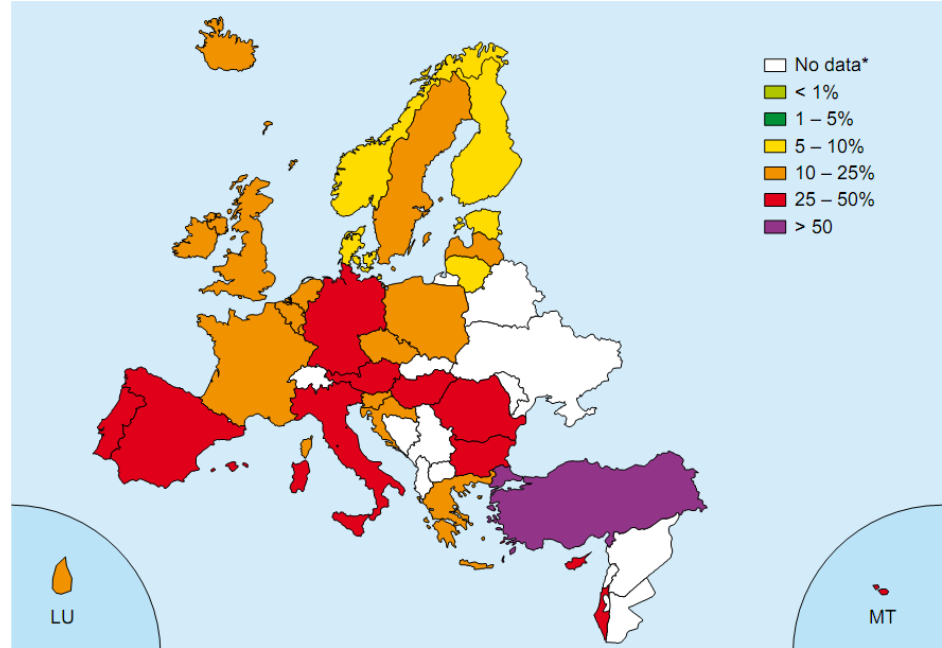 No data*
< 1%
1 – 5%
5 – 10%
10 – 25%
25 – 50%
> 50
LU
MT